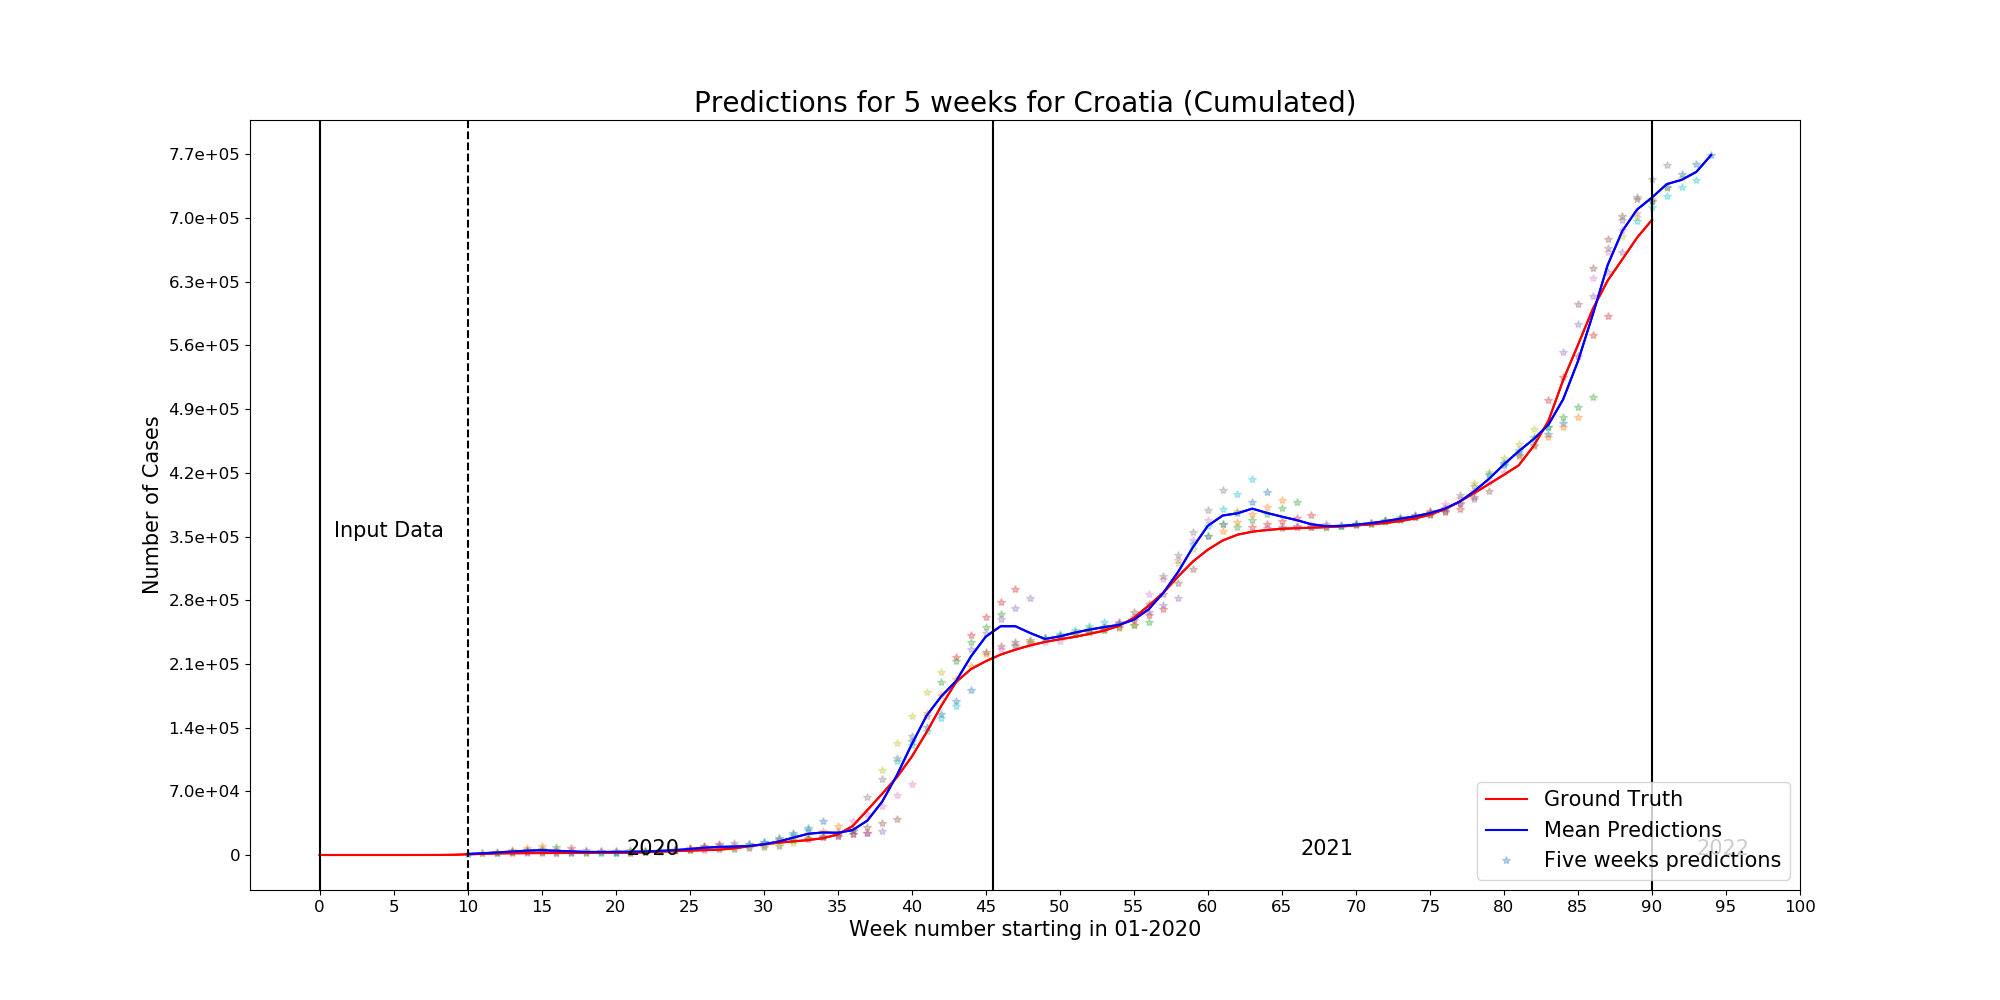 Predictions for 5 weeks for Croatia (Cumulated)
7.7e+05
7.0e+05
6.3e+05
5.6e+05
4.9e+05
4.2e+05
3.5e+05
2.8e+05
2.1e+05
1.4e+05
7.0e+04
0
Number of Cases
Input Data
2020
2021
2022
Ground Truth
Mean Predictions
Five weeks predictions
0 5 10 15 20 25 30 35 40 45 50 55 60 65 70 75 80 85 90 95 100
Week number starting in 01-2020